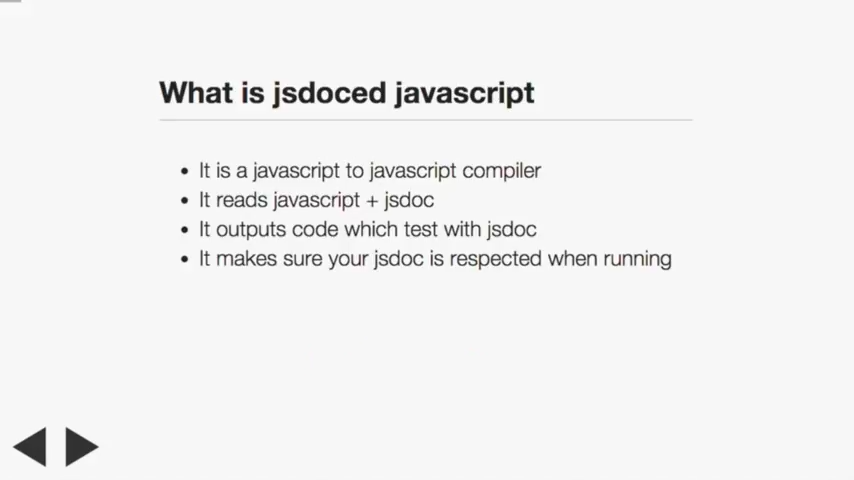 What is jsdoced javascript
It is a javascript to javascript compiler
It reads javascript + jsdoc
It outputs code which test with jsdoc
It makes sure your jsdoc is respected when running